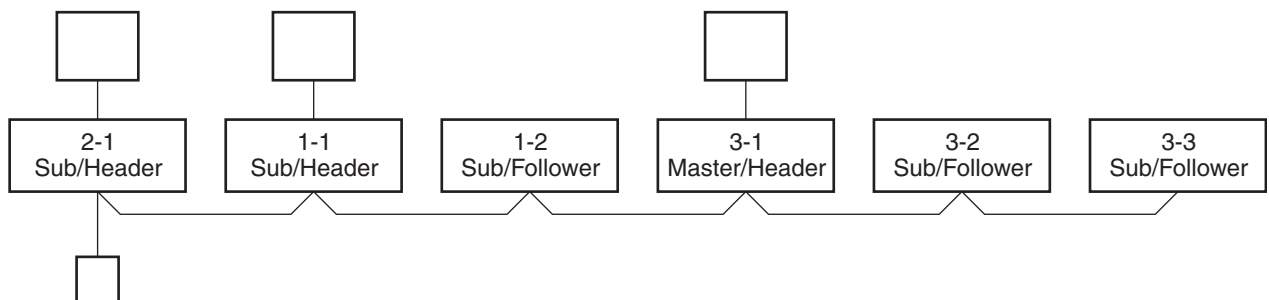 2-1
Sub/Header
1-1
Sub/Header
1-2
Sub/Follower
3-1
Master/Header
3-2
Sub/Follower
3-3
Sub/Follower